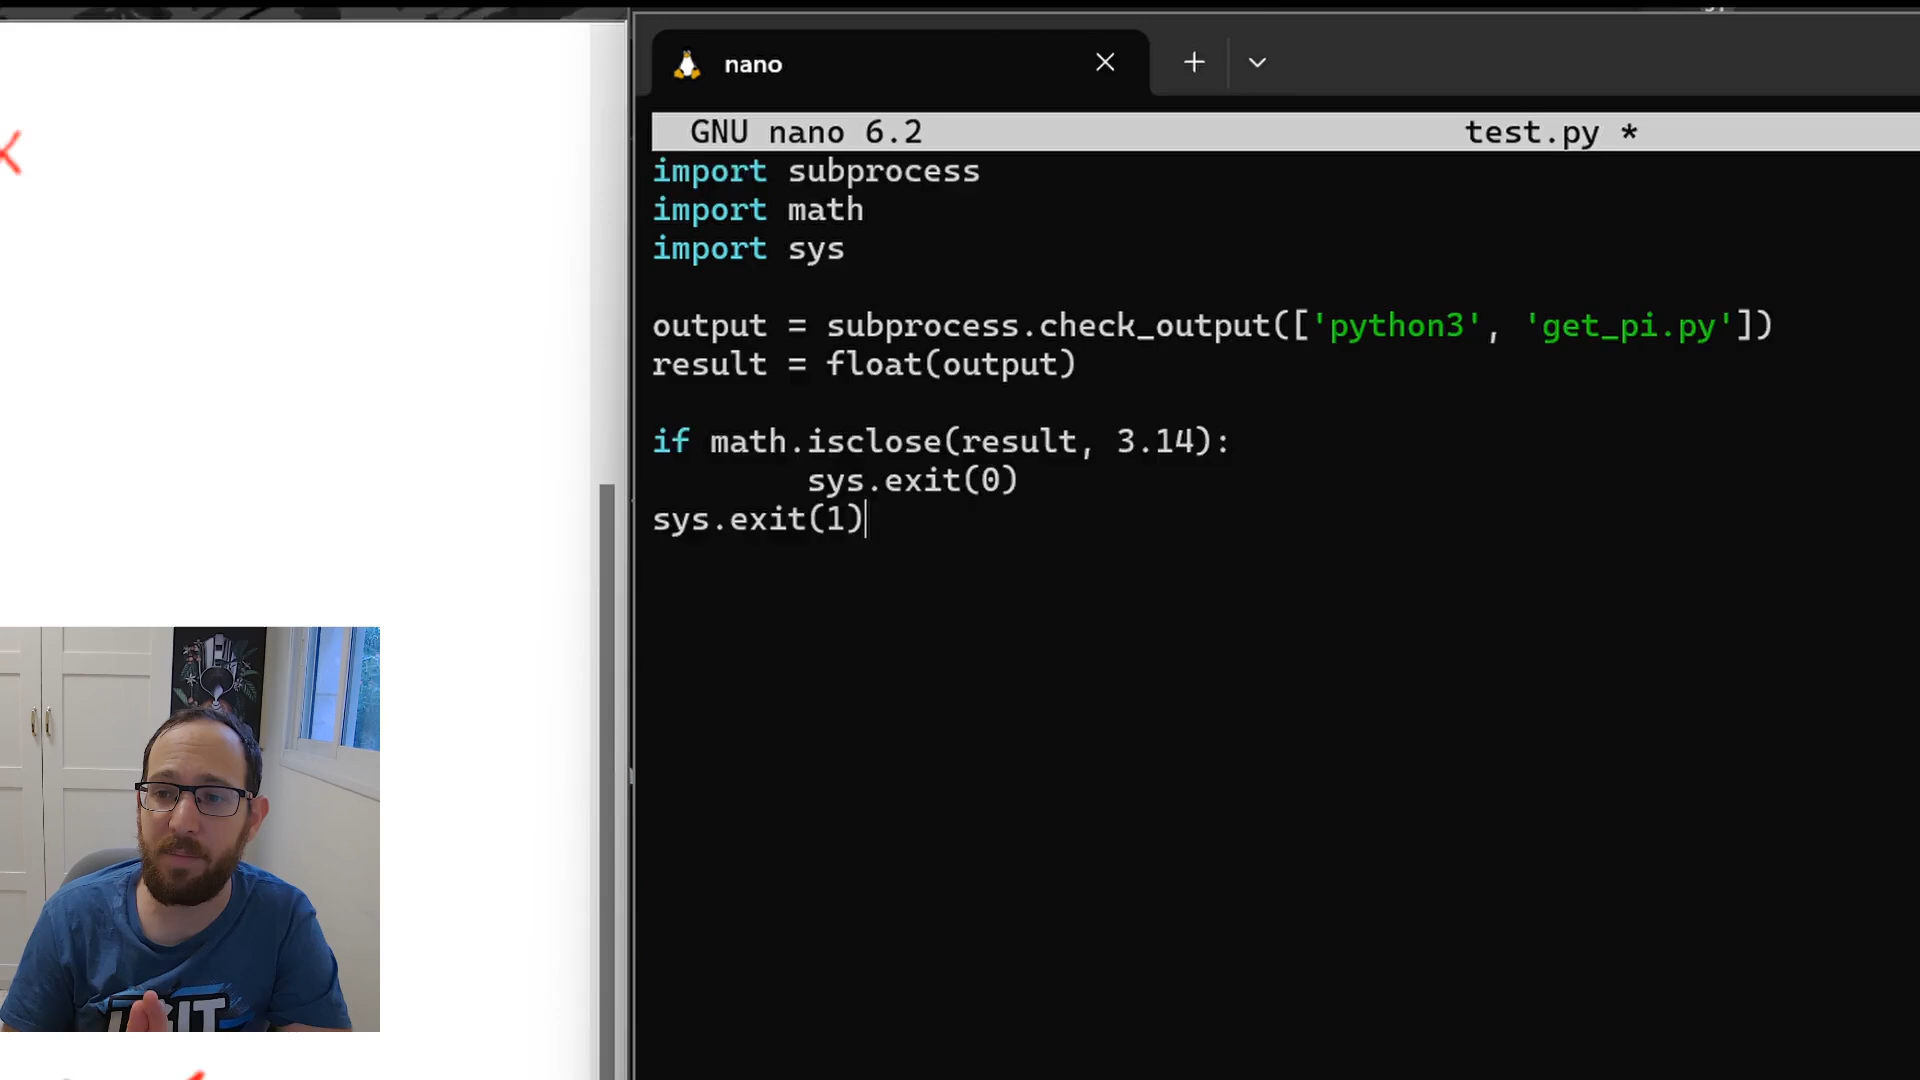 nano
GNU nano 6.2 test.py *
import subprocess
import math
import sys
output = subprocess.check_output(['python3', 'get_pi.py'])
result = float(output)
if math.isclose(result, 3.14):
sys.exit(0)
sys.exit(1)